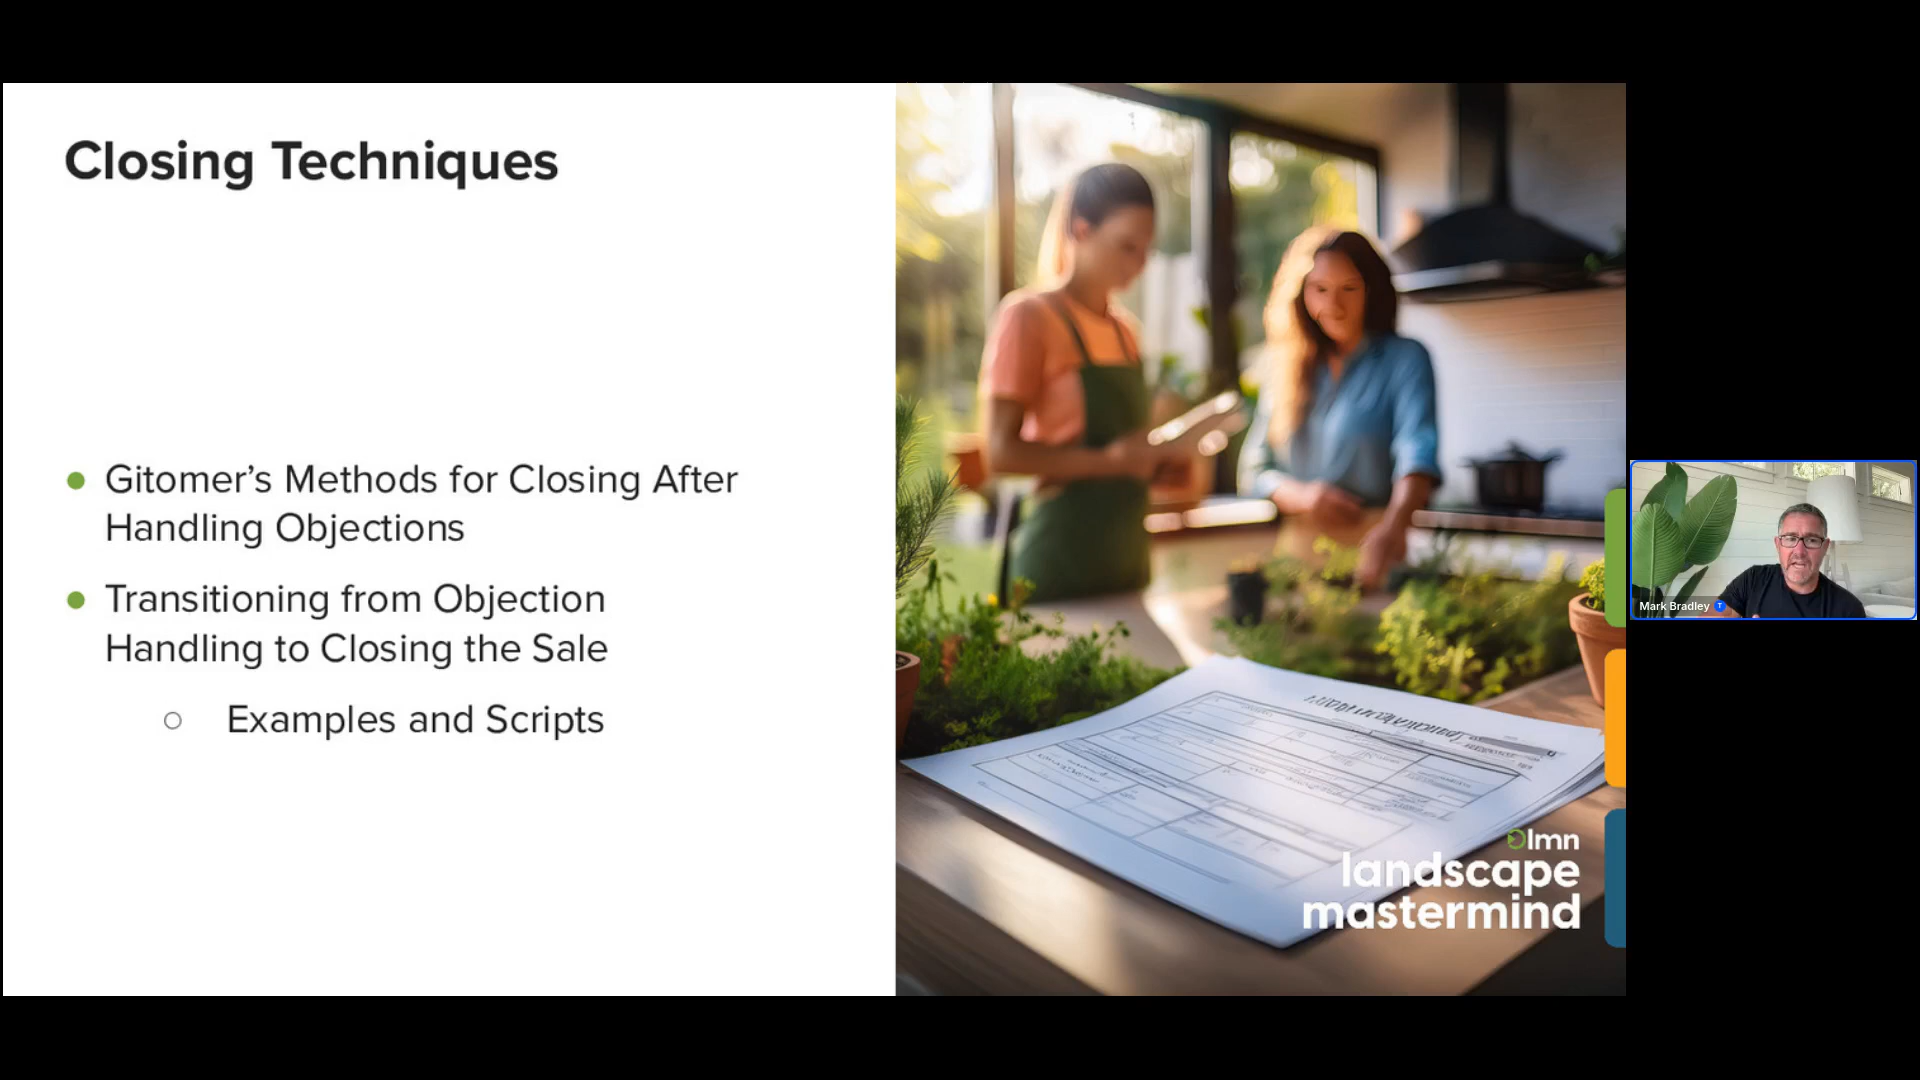 Closing Techniques
Gitomer’s Methods for Closing After
Handling Objections
Transitioning from Objection
Handling to Closing the Sale
Examples and Scripts
lmn
landscape
mastermind
Mark Bradley